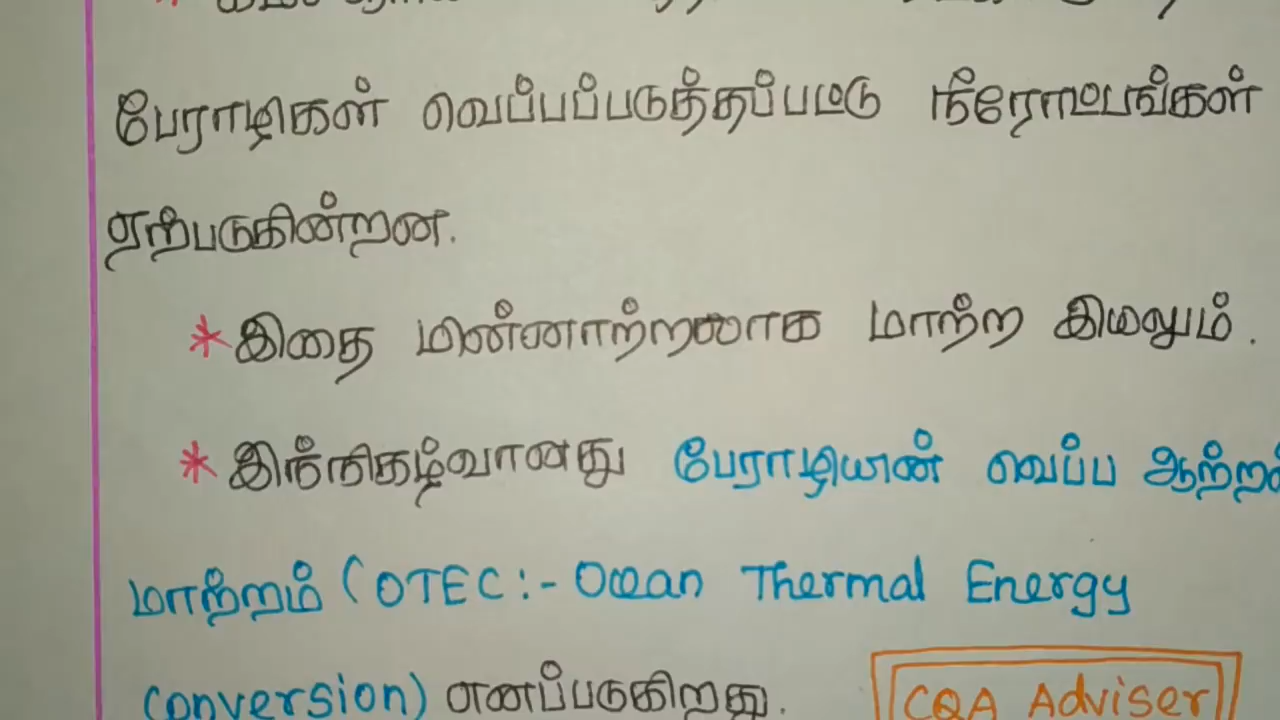 பேராழிகள் வெப்பப்படுத்தப்பட்டு நீரோட்டங்கள்
ஏற்படுகின்றன.
* இதை மின்னாற்றலாக மாற்ற இயலும்.
* இந்நிகழ்வானது பேராழியின் வெப்ப ஆற்றல்
மாற்றம் (OTEC:- Ocean Thermal Energy
Conversion) எனப்படுகிறது.
CQA Adviser